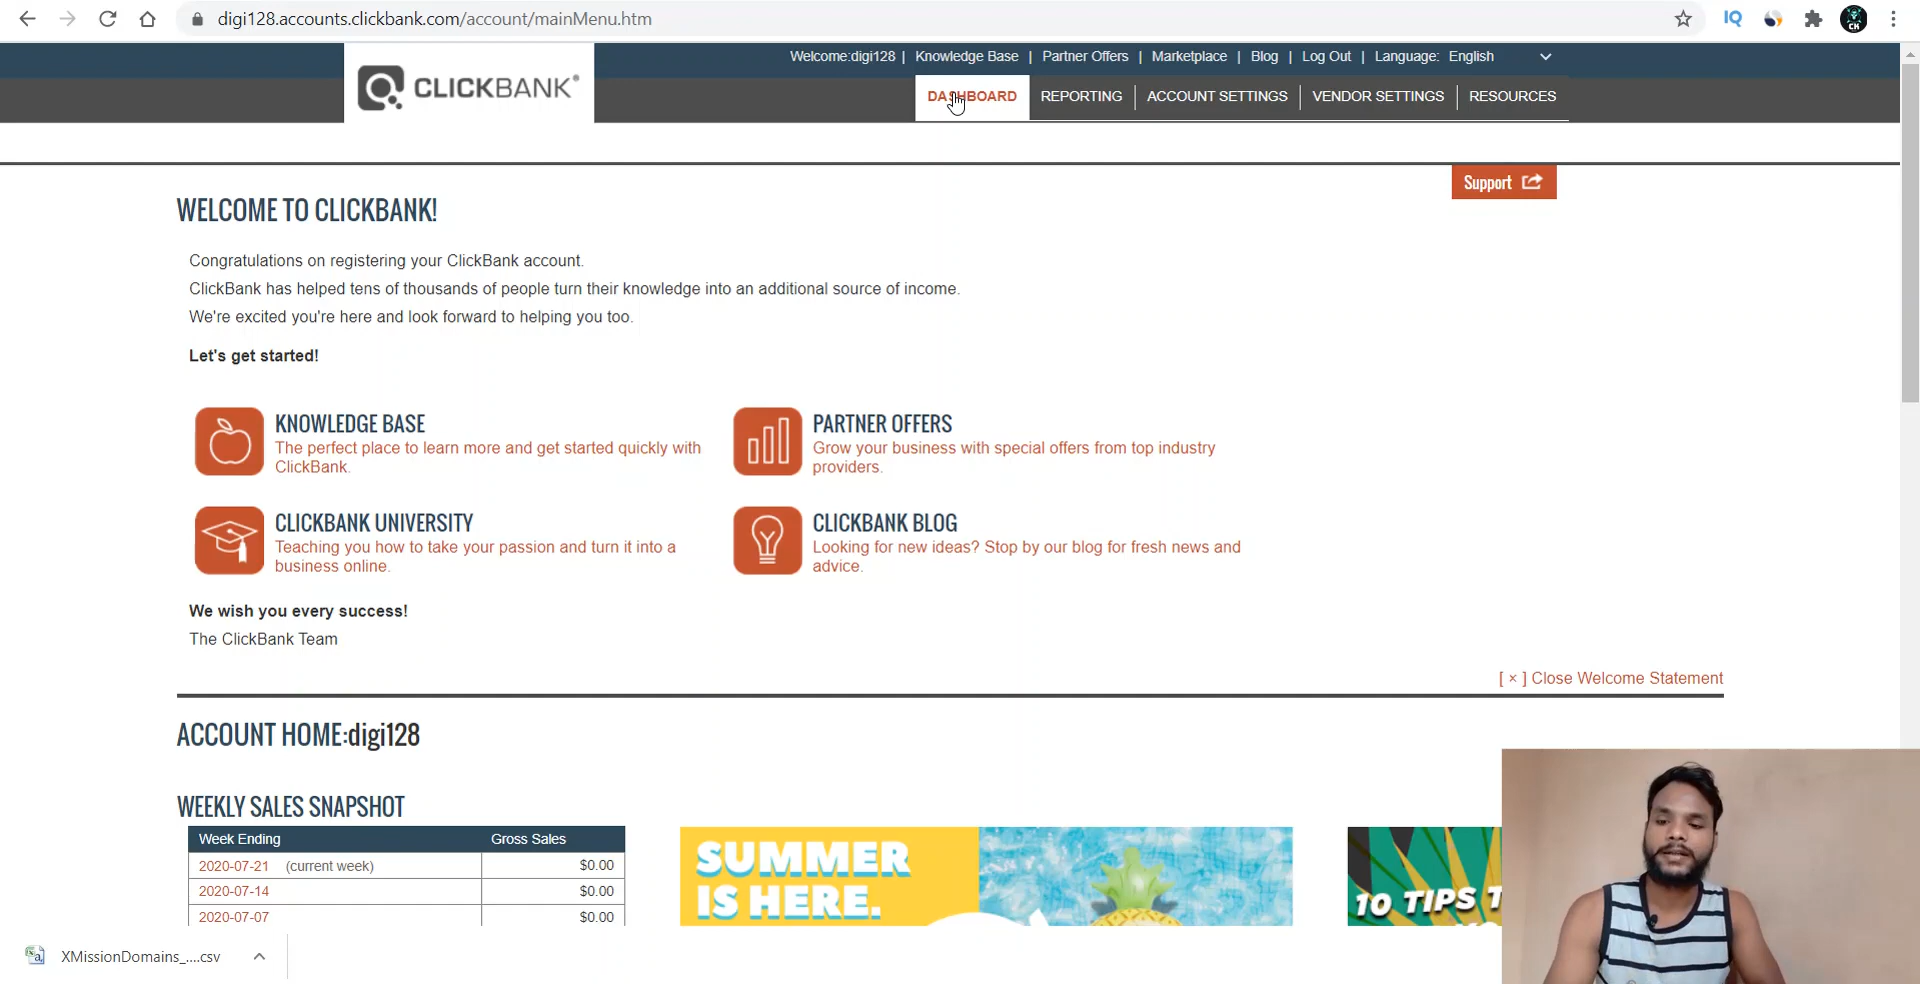 digi128.accounts.clickbank.com/account/mainMenu.htm
IQ
CH
Welcome:digi128 | Knowledge Base | Partner Offers | Marketplace | Blog | Log Out | Language: English
CLICKBANK®
DASHBOARD
REPORTING
ACCOUNT SETTINGS
VENDOR SETTINGS
RESOURCES
Support
WELCOME TO CLICKBANK!
Congratulations on registering your ClickBank account.
ClickBank has helped tens of thousands of people turn their knowledge into an additional source of income.
We're excited you're here and look forward to helping you too.
Let's get started!
KNOWLEDGE BASE
The perfect place to learn more and get started quickly with
ClickBank.
PARTNER OFFERS
Grow your business with special offers from top industry
providers.
CLICKBANK UNIVERSITY
Teaching you how to take your passion and turn it into a
business online.
CLICKBANK BLOG
Looking for new ideas? Stop by our blog for fresh news and
advice.
We wish you every success!
The ClickBank Team
[ × ] Close Welcome Statement
ACCOUNT HOME:digi128
WEEKLY SALES SNAPSHOT
Week Ending Gross Sales
2020-07-21 (current week) $0.00
2020-07-14 $0.00
2020-07-07 $0.00
SUMMER
IS HERE.
10 TIPS T
XMissionDomains_....csv